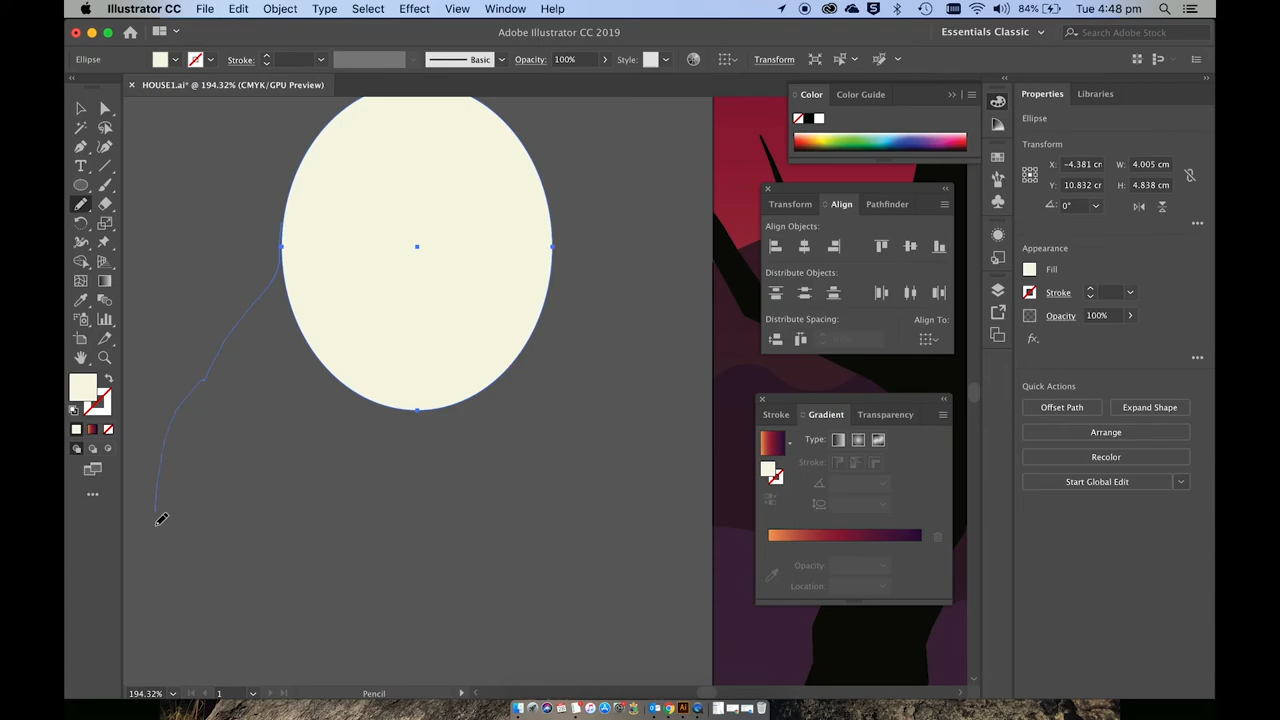 Illustrator CC File Edit Object Type Select Effect View Window Help 84% Tue 4:48 pm
Adobe Illustrator CC 2019 Essentials Classic Search Adobe Stock
Ellipse Stroke: Basic Opacity: 100% Style: Transform
× HOUSE1.ai* @ 194.32% (CMYK/GPU Preview)
Color Color Guide
Properties Libraries
Ellipse
Transform
X: -4.381 cr W: 4.005 cm
Y: 10.832 cr H: 4.838 cm
0°
Transform Align Pathfinder
Align Objects:
Distribute Objects:
Distribute Spacing: Align To:
Appearance
Fill
Stroke
Opacity 100%
fx.
Quick Actions
Offset Path Expand Shape
Arrange
Recolor
Start Global Edit
Stroke Gradient Transparency
Type:
Stroke:
Opacity:
Location:
194.32% 1 Pencil